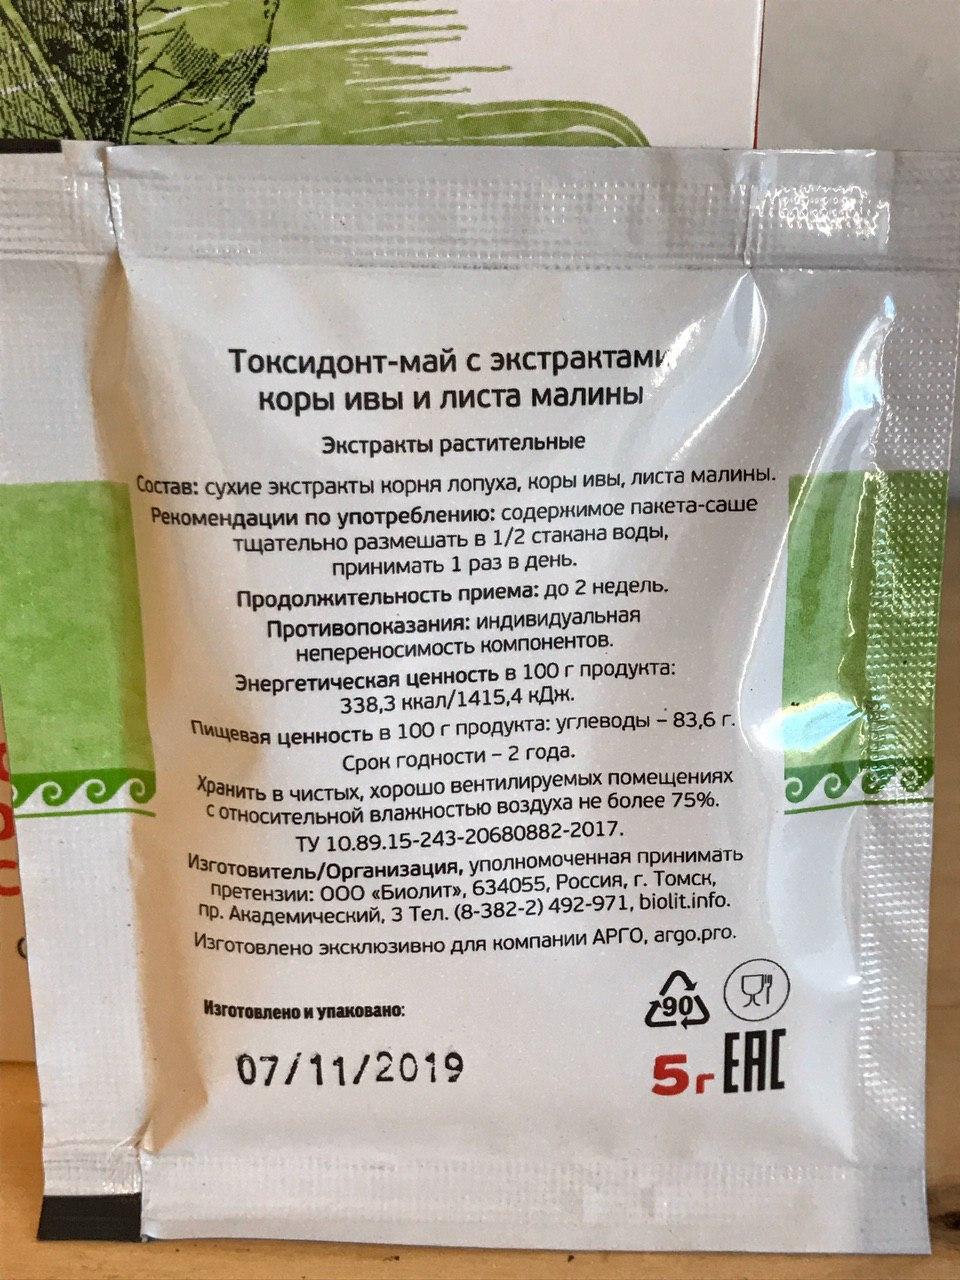 Токсидонт-май с экстрактами
коры ивы и листа малины
Экстракты растительные
Состав: сухие экстракты корня лопуха, коры ивы, листа малины.
Рекомендации по употреблению: содержимое пакета-саше
тщательно размешать в 1/2 стакана воды,
принимать 1 раз в день.
Продолжительность приема: до 2 недель.
Противопоказания: индивидуальная
непереносимость компонентов.
Энергетическая ценность в 100 г продукта:
338,3 ккал/1415,4 кДж.
Пищевая ценность в 100 г продукта: углеводы – 83,6 г.
Срок годности – 2 года.
Хранить в чистых, хорошо вентилируемых помещениях
с относительной влажностью воздуха не более 75%.
ТУ 10.89.15-243-20680882-2017.
Изготовитель/Организация, уполномоченная принимать
претензии: ООО «Биолит», 634055, Россия, г. Томск,
пр. Академический, 3 Тел. (8-382-2) 492-971, biolit.info.
Изготовлено эксклюзивно для компании АРГО, argo.pro.
Изготовлено и упаковано:
90
07/11/2019
5 г EAC